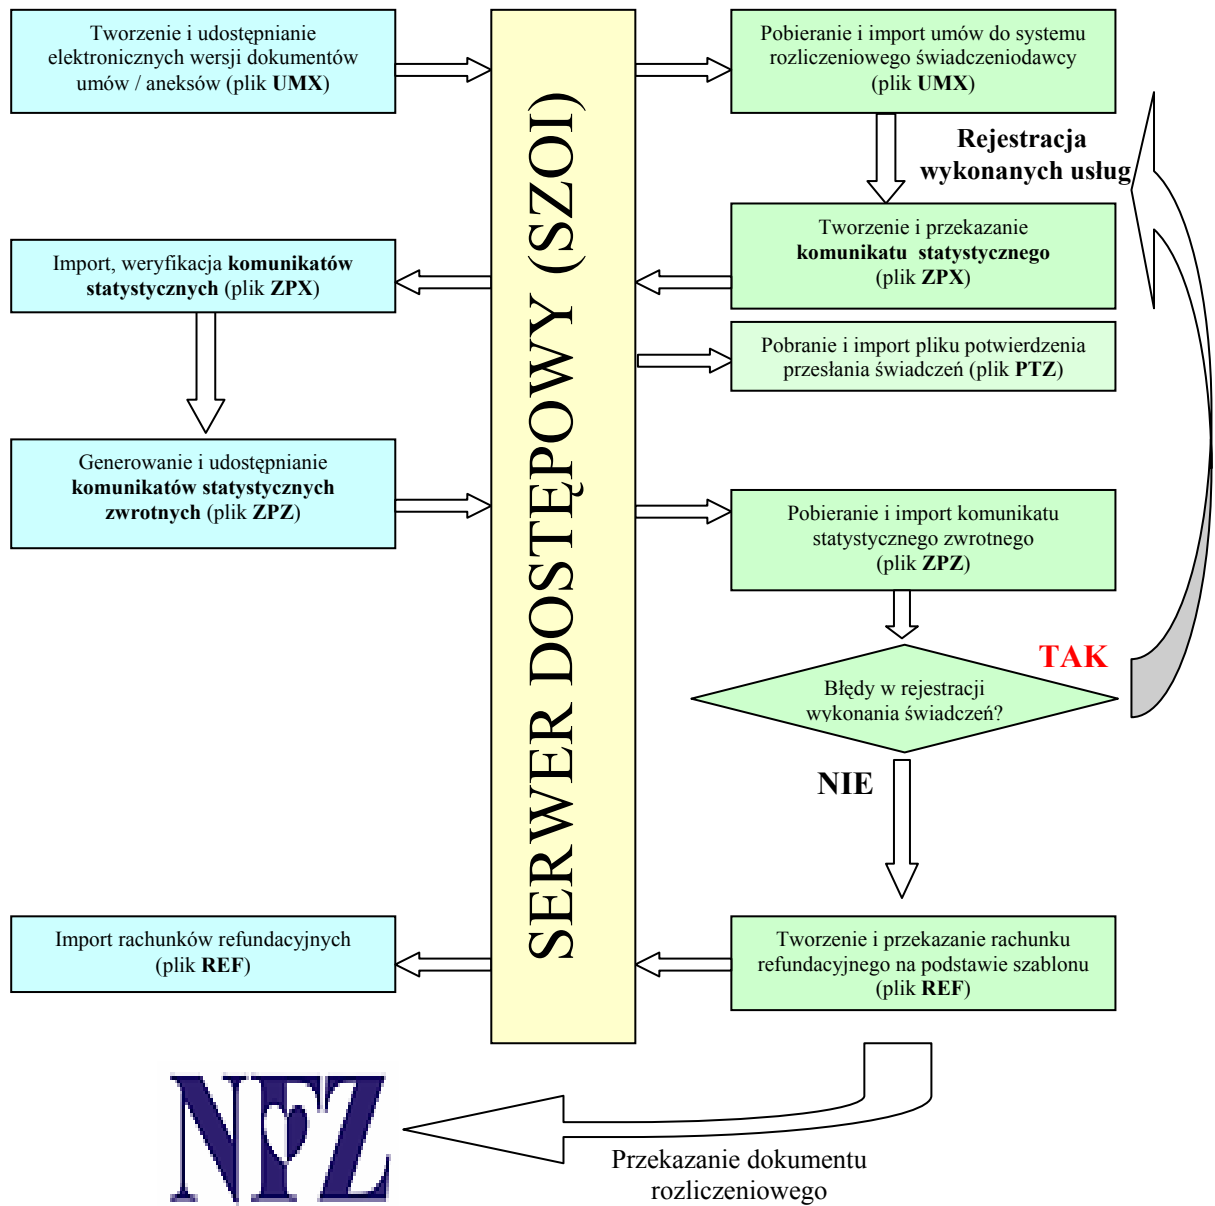 Tworzenie i udostępnianie
elektronicznych wersji dokumentów
umów / aneksów (plik UMX)
Pobieranie i import umów do systemu
rozliczeniowego świadczeniodawcy
(plik UMX)
Rejestracja
wykonanych usług
SERWER DOSTĘPOWY (SZOI)
Tworzenie i przekazanie
komunikatu statystycznego
(plik ZPX)
Import, weryfikacja komunikatów
statystycznych (plik ZPX)
Pobranie i import pliku potwierdzenia
przesłania świadczeń (plik PTZ)
Generowanie i udostępnianie
komunikatów statystycznych
zwrotnych (plik ZPZ)
Pobieranie i import komunikatu
statystycznego zwrotnego
(plik ZPZ)
TAK
Błędy w rejestracji
wykonania świadczeń?
NIE
Import rachunków refundacyjnych
(plik REF)
Tworzenie i przekazanie rachunku
refundacyjnego na podstawie szablonu
(plik REF)
NFZ
Przekazanie dokumentu
rozliczeniowego